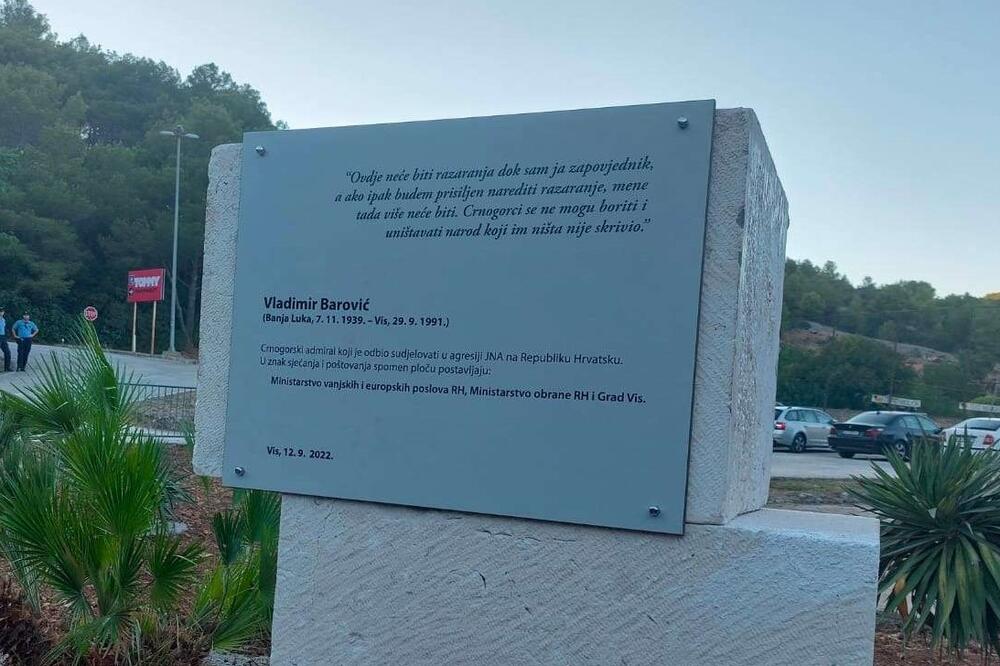 “Ovdje neće biti razaranja dok sam ja zapovjednik,
a ako ipak budem prisiljen narediti razaranje, mene
tada više neće biti. Crnogorci se ne mogu boriti i
uništavati narod koji im ništa nije skrivio.”
Vladimir Barović
(Banja Luka, 7. 11. 1939. – Vis, 29. 9. 1991.)
Crnogorski admiral koji je odbio sudjelovati u agresiji JNA na Republiku Hrvatsku.
U znak sjećanja i poštovanja spomen ploču postavljaju:
Ministarstvo vanjskih i europskih poslova RH, Ministarstvo obrane RH i Grad Vis.
Vis, 12. 9. 2022.
TOMMY
STOP